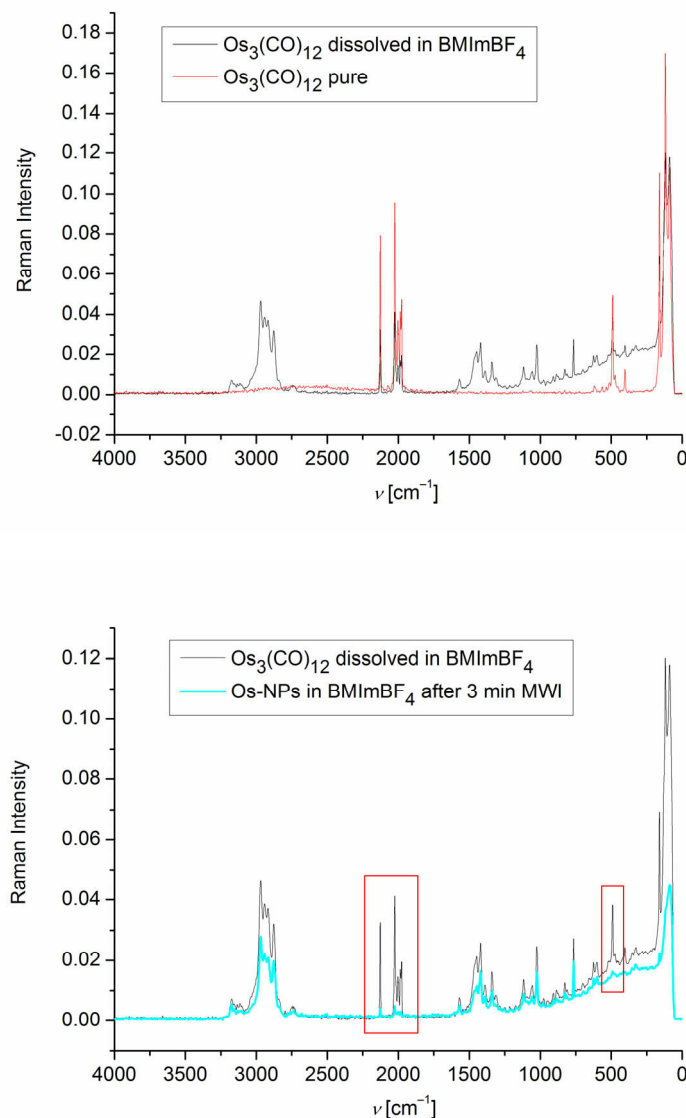 Os3(CO)12 dissolved in BMImBF4
Os3(CO)12 pure
Raman Intensity
0.18
0.16
0.14
0.12
0.10
0.08
0.06
0.04
0.02
0.00
-0.02
4000 3500 3000 2500 2000 1500 1000 500 0
ν [cm–1]
Os3(CO)12 dissolved in BMImBF4
Os-NPs in BMImBF4 after 3 min MWI
Raman Intensity
0.12
0.10
0.08
0.06
0.04
0.02
0.00
4000 3500 3000 2500 2000 1500 1000 500 0
ν [cm–1]